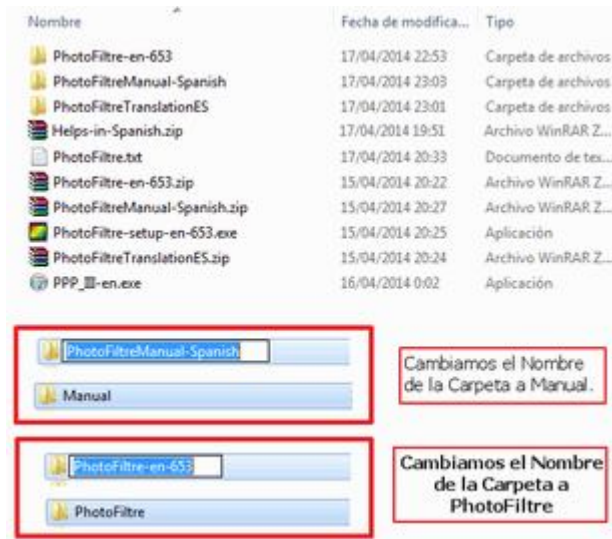 Nombre Fecha de modifica... Tipo
PhotoFiltre-en-653 17/04/2014 22:53 Carpeta de archivos
PhotoFiltreManual-Spanish 17/04/2014 23:03 Carpeta de archivos
PhotoFiltreTranslationES 17/04/2014 23:01 Carpeta de archivos
Helps-in-Spanish.zip 17/04/2014 19:51 Archivo WinRAR Z...
PhotoFiltre.txt 17/04/2014 20:33 Documento de tex...
PhotoFiltre-en-653.zip 15/04/2014 20:22 Archivo WinRAR Z...
PhotoFiltreManual-Spanish.zip 15/04/2014 20:27 Archivo WinRAR Z...
PhotoFiltre-setup-en-653.exe 15/04/2014 20:25 Aplicación
PhotoFiltreTranslationES.zip 15/04/2014 20:24 Archivo WinRAR Z...
PPP_III-en.exe 16/04/2014 0:02 Aplicación
PhotoFiltreManual-Spanish
Manual
Cambiamos el Nombre
de la Carpeta a Manual.
PhotoFiltre-en-653
PhotoFiltre
Cambiamos el Nombre
de la Carpeta a
PhotoFiltre